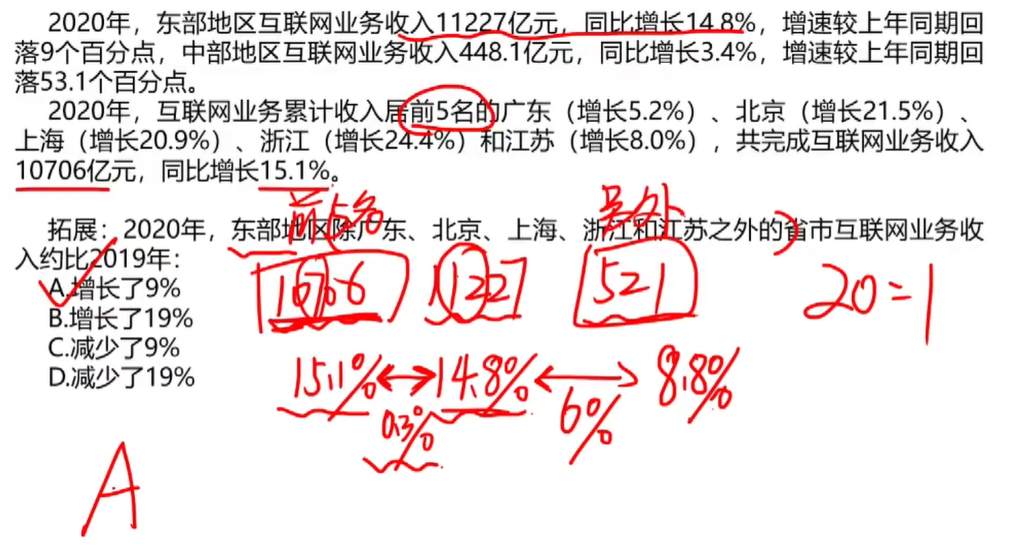 2020年，东部地区互联网业务收入11227亿元，同比增长14.8%，增速较上年同期回
落9个百分点，中部地区互联网业务收入448.1亿元，同比增长3.4%，增速较上年同期回
落53.1个百分点。
2020年，互联网业务累计收入居前5名的广东（增长5.2%）、北京（增长21.5%）、
上海（增长20.9%）、浙江（增长24.4%）和江苏（增长8.0%），共完成互联网业务收入
10706亿元，同比增长15.1%。
前5名 另外
拓展：2020年，东部地区除广东、北京、上海、浙江和江苏之外的省市互联网业务收
入约比2019年：
A.增长了9%
B.增长了19%
C.减少了9%
D.减少了19%
10706 11227 521 20=1
15.1% 14.8% 8.8%
0.3% 6%
A